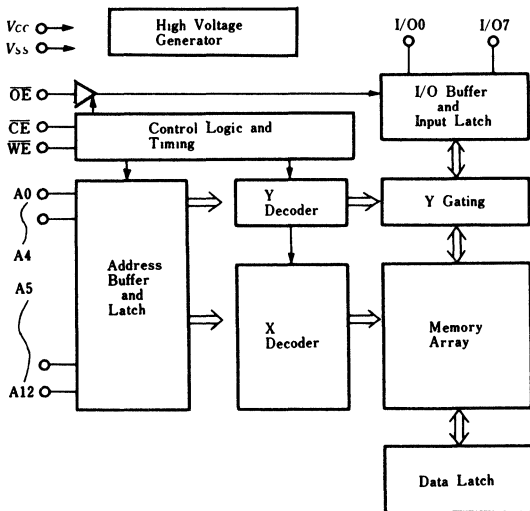 VCC
VSS
High Voltage
Generator
I/O0
I/O7
OE
CE
WE
Control Logic and
Timing
I/O Buffer
and
Input Latch
A0
A4
A5
A12
Address
Buffer
and
Latch
Y
Decoder
Y Gating
X
Decoder
Memory
Array
Data Latch